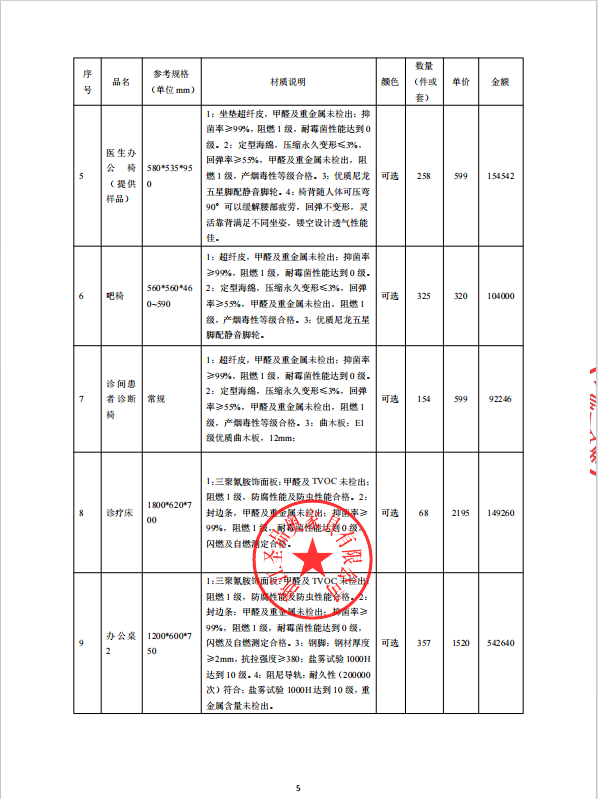 序号 品名 参考规格（单位 mm） 材质说明 颜色 数量（件或套） 单价 金额
5
医生办
公椅
（提供
样品）
580*535*95
0
1：坐垫超纤皮，甲醛及重金属未检出；抑
菌率≥99%，阻燃 1 级，耐霉菌性能达到 0
级。2：定型海绵，压缩永久变形≤3%，
回弹率≥55%，甲醛及重金属未检出，阻
燃 1 级，产烟毒性等级合格。3：优质尼龙
五星脚配静音脚轮。4：椅背随人体可压弯
90° 可以缓解腰部疲劳，回弹不变形，灵
活靠背满足不同坐姿，镂空设计透气性能
佳。
可选
258
599
154542
6
吧椅
560*560*46
0~590
1：超纤皮，甲醛及重金属未检出；抑菌率
≥99%，阻燃 1 级，耐霉菌性能达到 0 级。
2：定型海绵，压缩永久变形≤3%，回弹
率≥55%，甲醛及重金属未检出，阻燃 1
级，产烟毒性等级合格。3：优质尼龙五星
脚配静音脚轮。
可选
325
320
104000
7
诊间患
者诊断
椅
常规
1：超纤皮，甲醛及重金属未检出；抑菌率
≥99%，阻燃 1 级，耐霉菌性能达到 0 级。
2：定型海绵，压缩永久变形≤3%，回弹
率≥55%，甲醛及重金属未检出，阻燃 1
级，产烟毒性等级合格。3：曲木板：E1
级优质曲木板，12mm；
可选
154
599
92246
8
诊疗床
1800*620*7
00
1:三聚氰胺饰面板：甲醛及 TVOC 未检出；
阻燃 1 级，防腐性能及防虫性能合格。2：
封边条，甲醛及重金属未检出；抑菌率≥
99%，阻燃 1 级，耐霉菌性能达到 0 级，
闪燃及自燃测定合格。
可选
68
2195
149260
9
办公桌
2
1200*600*7
50
1:三聚氰胺饰面板：甲醛及 TVOC 未检出；
阻燃 1 级，防腐性能及防虫性能合格。2：
封边条：甲醛及重金属未检出；抑菌率≥
99%，阻燃 1 级，耐霉菌性能达到 0 级，
闪燃及自燃测定合格。3：钢脚：钢材厚度
≥2mm，抗拉强度≥380；盐雾试验 1000H
达到 10 级。4：阻尼导轨：耐久性（200000
次）符合；盐雾试验 1000H 达到 10 级，重
金属含量未检出。
可选
357
1520
542640
5